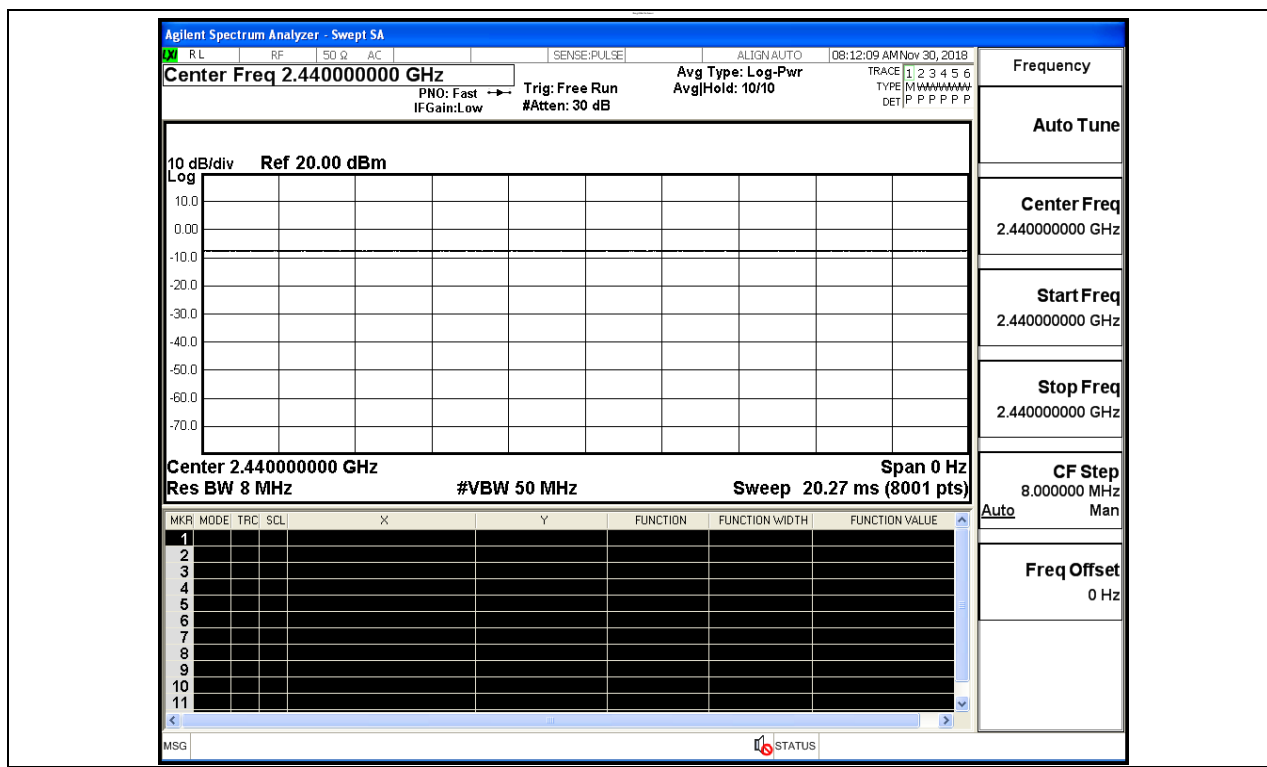 Agilent Spectrum Analyzer - Swept SA
LXI RL RF 50 Ω AC SENSE:PULSE ALIGN AUTO 08:12:09 AM Nov 30, 2018
Center Freq 2.440000000 GHz
PNO: Fast
IFGain:Low
Trig: Free Run
#Atten: 30 dB
Avg Type: Log-Pwr
Avg|Hold: 10/10
TRACE 1 2 3 4 5 6
TYPE M W W W W W
DET P P P P P P
10 dB/div Ref 20.00 dBm
Log
10.0
0.00
-10.0
-20.0
-30.0
-40.0
-50.0
-60.0
-70.0
Center 2.440000000 GHz Span 0 Hz
Res BW 8 MHz #VBW 50 MHz Sweep 20.27 ms (8001 pts)
MKR MODE TRC SCL X Y FUNCTION FUNCTION WIDTH FUNCTION VALUE
1
2
3
4
5
6
7
8
9
10
11
MSG STATUS
Frequency
Auto Tune
Center Freq
2.440000000 GHz
Start Freq
2.440000000 GHz
Stop Freq
2.440000000 GHz
CF Step
8.000000 MHz
Auto Man
Freq Offset
0 Hz